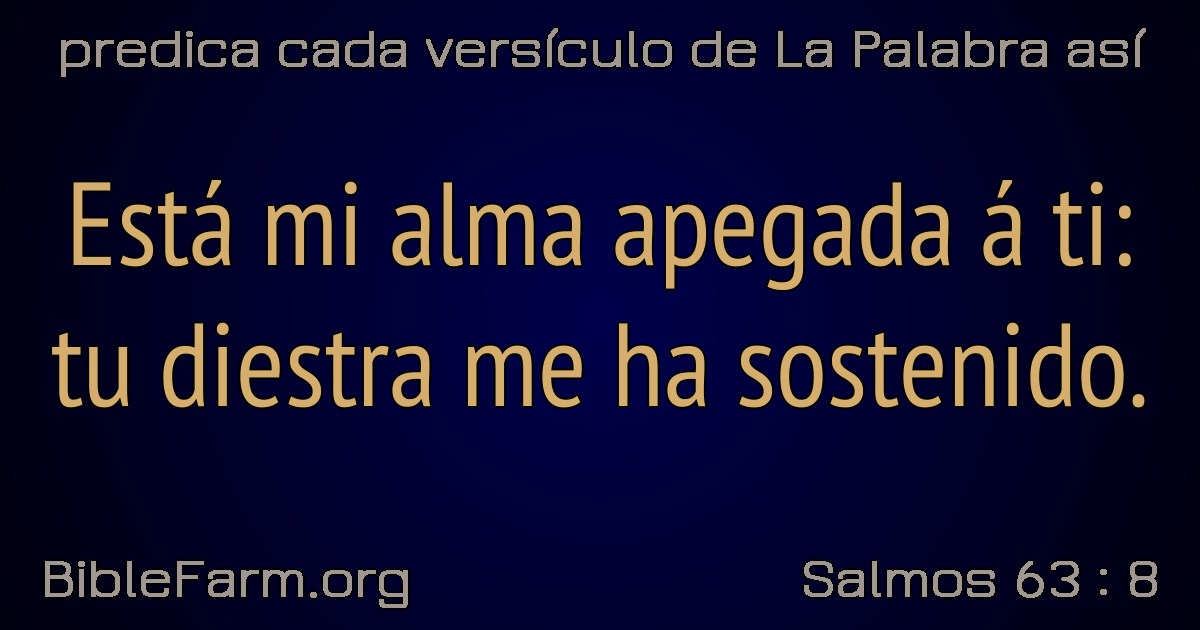 predica cada versículo de La Palabra así
Está mi alma apegada á ti:
tu diestra me ha sostenido.
BibleFarm.org
Salmos 63 : 8